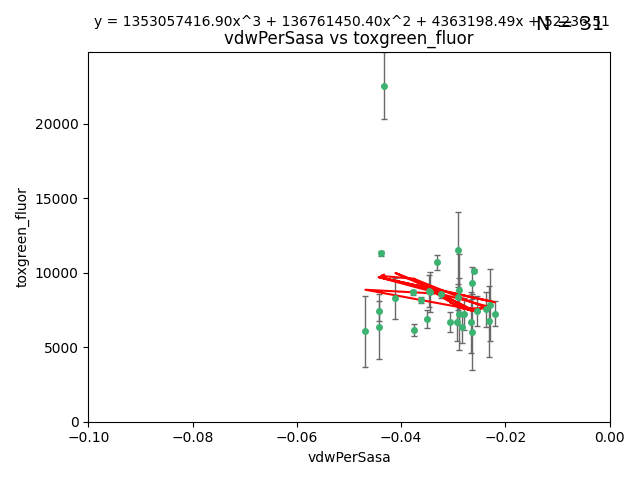 y = 1353057416.90x^3 + 136761450.40x^2 + 4363198.49x + 52236.51
N = 31
vdwPerSasa vs toxgreen_fluor
20000
15000
10000
5000
0
toxgreen_fluor
−0.10 −0.08 −0.06 −0.04 −0.02 0.00
vdwPerSasa